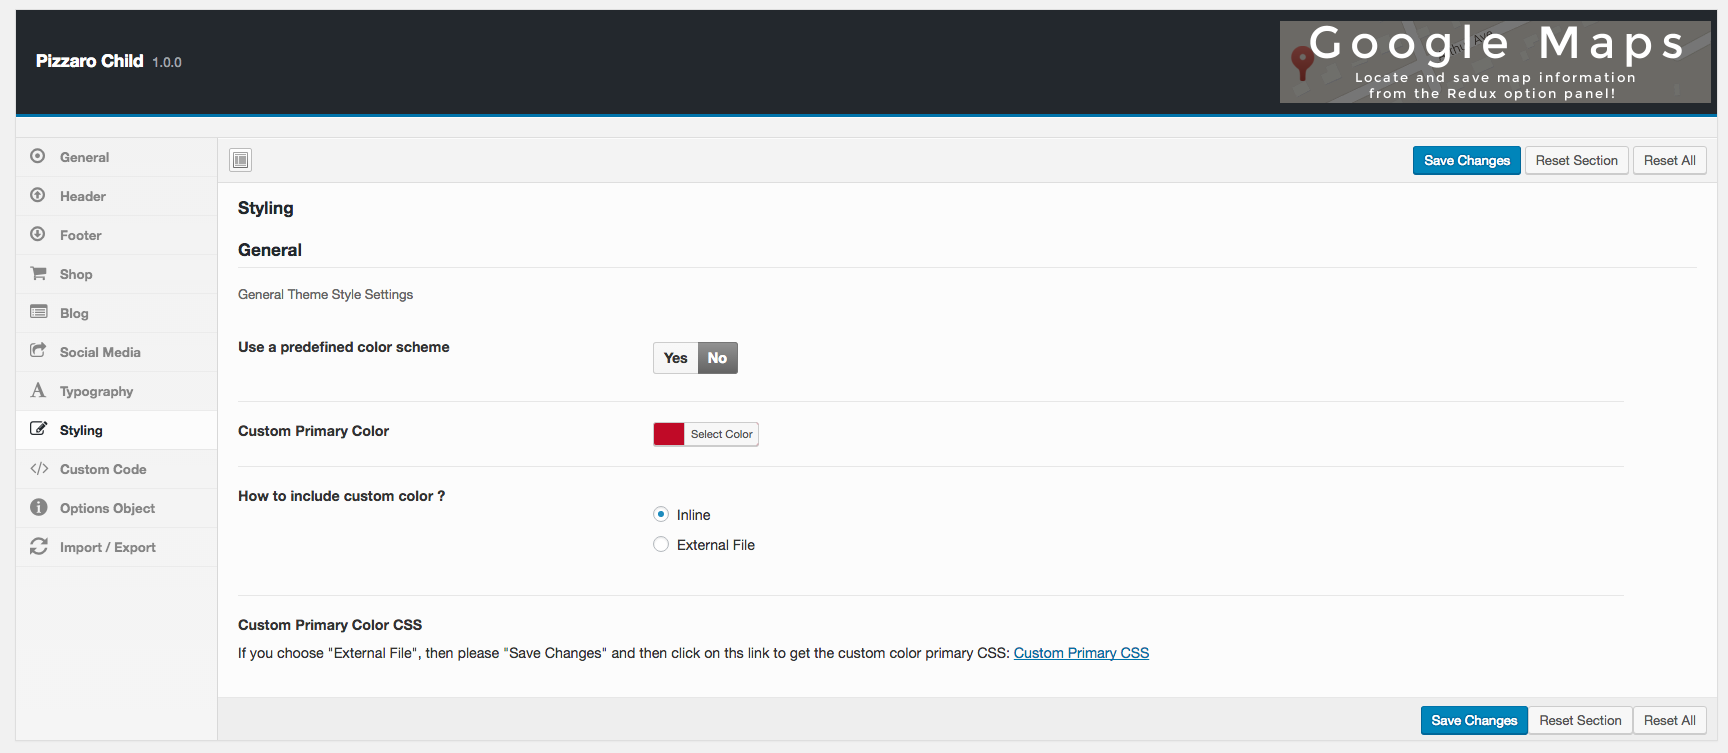 Pizzaro Child 1.0.0
Google Maps
Locate and save map information
from the Redux option panel!
General
Header
Footer
Shop
Blog
Social Media
Typography
Styling
Custom Code
Options Object
Import / Export
Save Changes Reset Section Reset All
Styling
General
General Theme Style Settings
Use a predefined color scheme
Yes No
Custom Primary Color
Select Color
How to include custom color ?
Inline
External File
Custom Primary Color CSS
If you choose "External File", then please "Save Changes" and then click on ths link to get the custom color primary CSS: Custom Primary CSS
Save Changes Reset Section Reset All